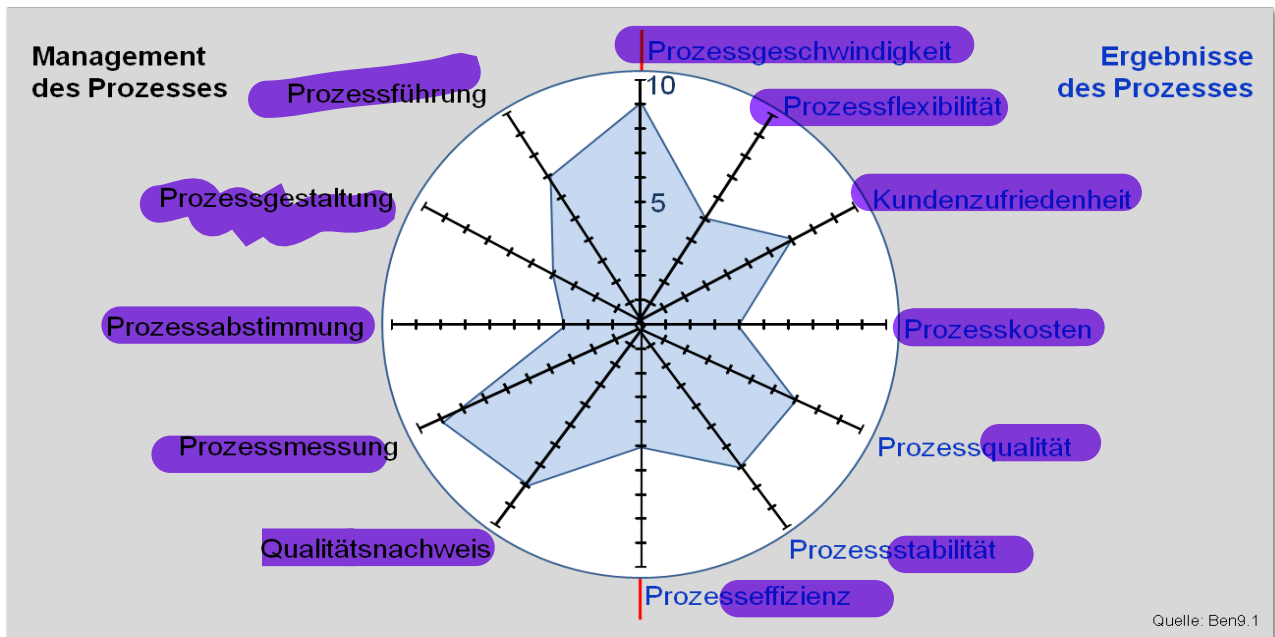 Management
des Prozesses
Ergebnisse
des Prozesses
Prozessgeschwindigkeit
Prozessflexibilität
Kundenzufriedenheit
Prozesskosten
Prozessqualität
Prozessstabilität
Prozesseffizienz
Qualitätsnachweis
Prozessmessung
Prozessabstimmung
Prozessgestaltung
Prozessführung
10
5
Quelle: Ben9.1